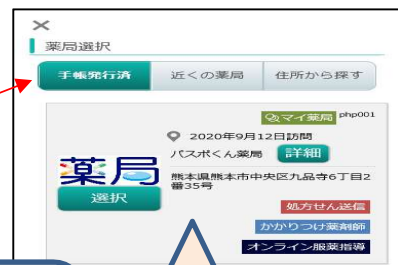 ×
薬局選択
手帳発行済 近くの薬局 住所から探す
マイ薬局 php001
2020年9月12日訪問
パスポくん薬局 詳細
薬局
熊本県熊本市中央区九品寺6丁目2
番35号
選択
処方せん送信
かかりつけ薬剤師
オンライン服薬指導